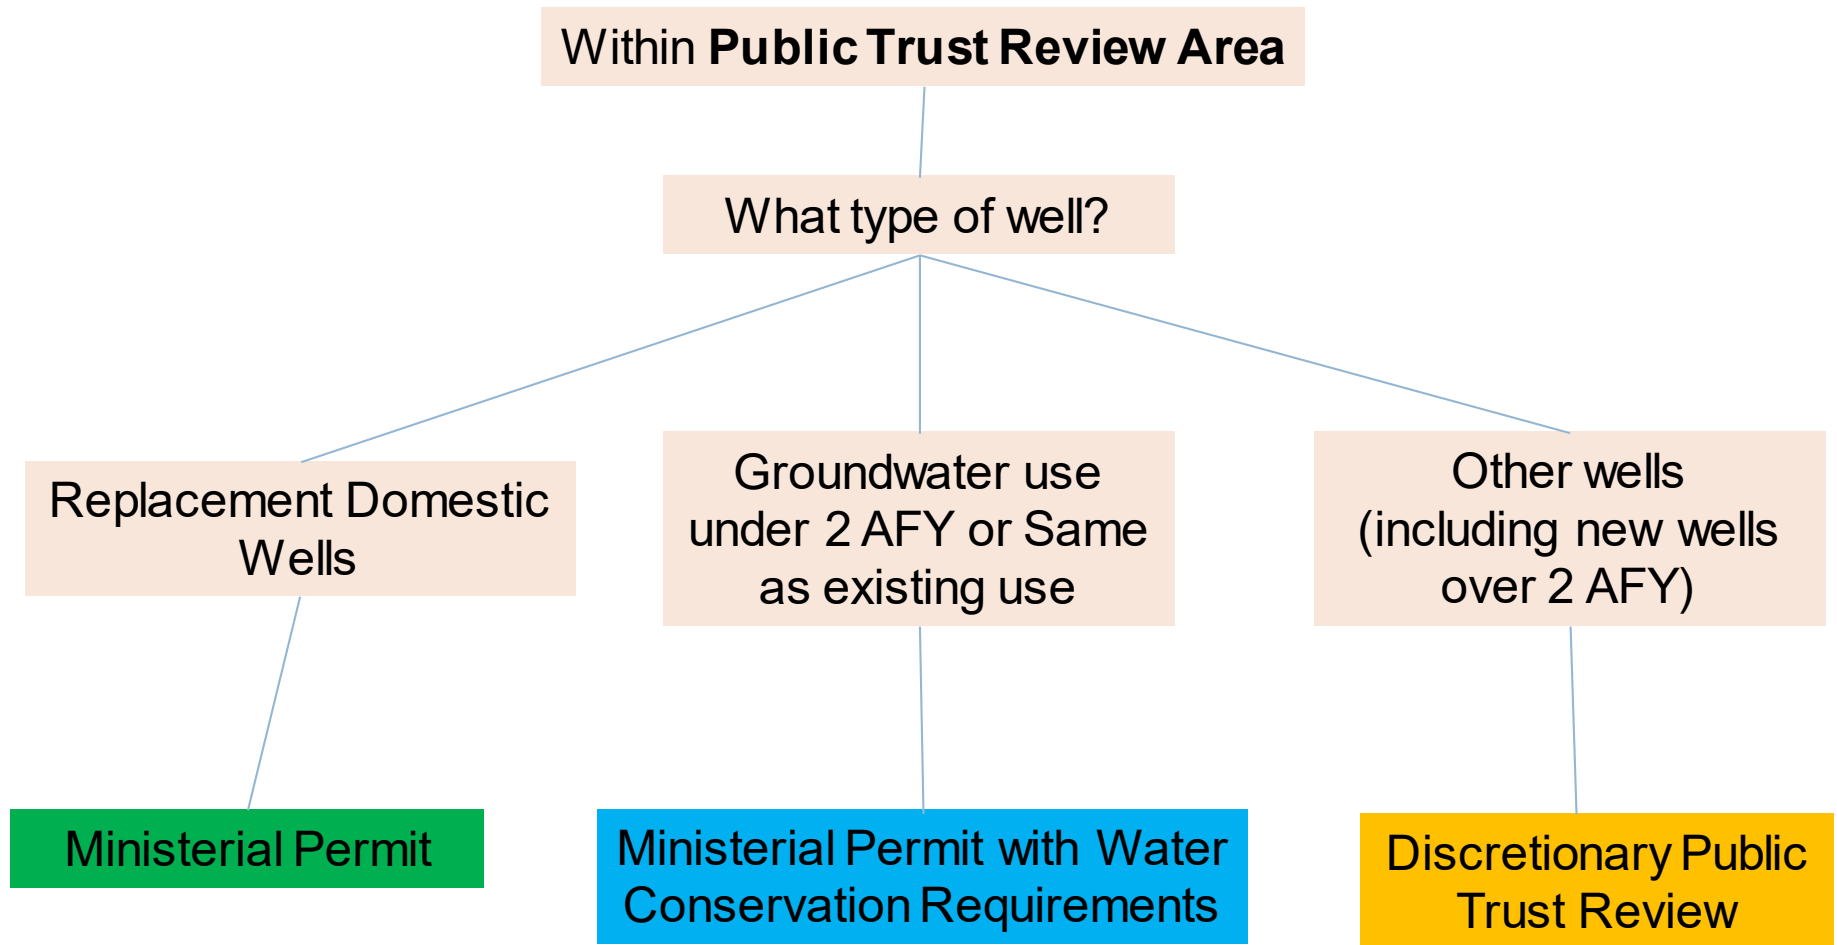 Within Public Trust Review Area
What type of well?
Replacement Domestic
Wells
Groundwater use
under 2 AFY or Same
as existing use
Other wells
(including new wells
over 2 AFY)
Ministerial Permit
Ministerial Permit with Water
Conservation Requirements
Discretionary Public
Trust Review